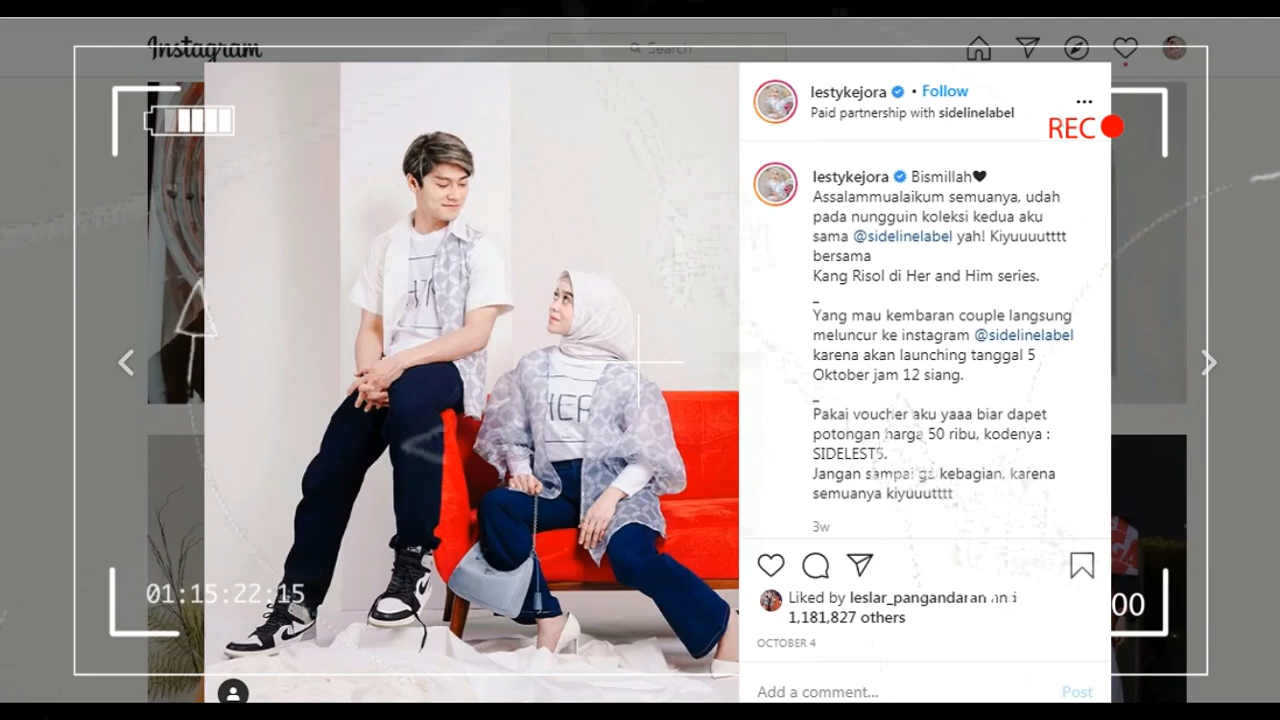 Instagram
Search
lestykejora • Follow
Paid partnership with sidelinelabel
...
REC
lestykejora Bismillah🖤
Assalammualaikum semuanya, udah
pada nungguin koleksi kedua aku
sama @sidelinelabel yah! Kiyuuuutttt
bersama
Kang Risol di Her and Him series.
_
Yang mau kembaran couple langsung
meluncur ke instagram @sidelinelabel
karena akan launching tanggal 5
Oktober jam 12 siang.
_
Pakai voucher aku yaaa biar dapet
potongan harga 50 ribu, kodenya :
SIDELEST5.
Jangan sampai ga kebagian, karena
semuanya kiyuuutttt
3w
HER
01:15:22:15
Liked by leslar_pangandaran and
1,181,827 others
00
OCTOBER 4
Add a comment...
Post